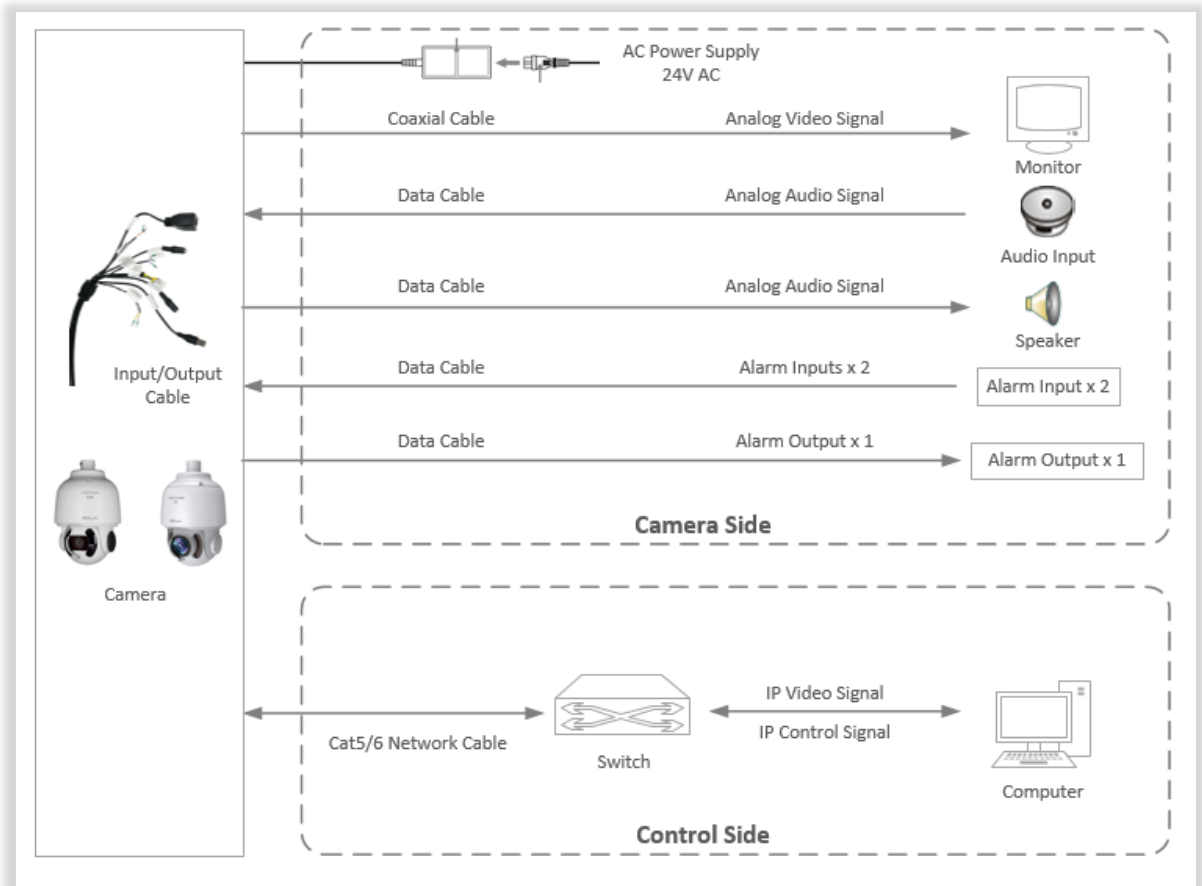 AC Power Supply
24V AC
Coaxial Cable
Analog Video Signal
Monitor
Data Cable
Analog Audio Signal
Audio Input
Data Cable
Analog Audio Signal
Speaker
Input/Output
Cable
Data Cable
Alarm Inputs x 2
Alarm Input x 2
Data Cable
Alarm Output x 1
Alarm Output x 1
Camera Side
Camera
Cat5/6 Network Cable
Switch
IP Video Signal
IP Control Signal
Computer
Control Side